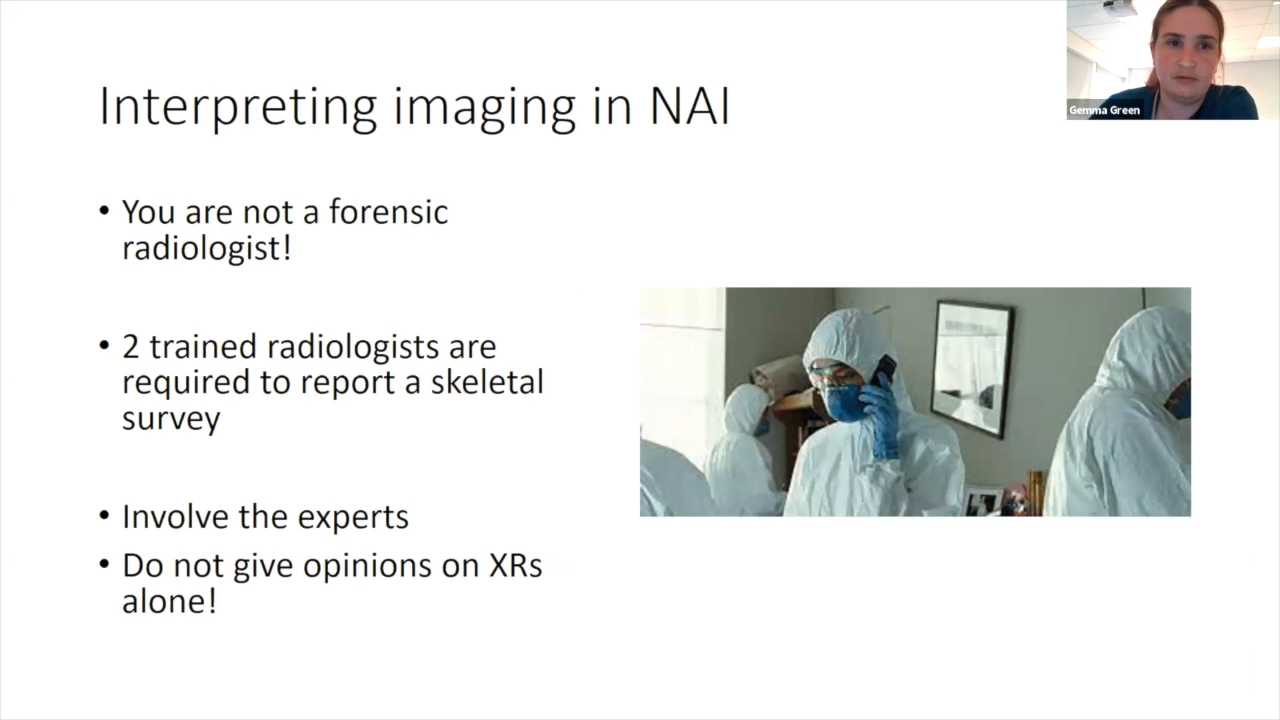 Interpreting imaging in NAI
Gemma Green
• You are not a forensic
radiologist!
• 2 trained radiologists are
required to report a skeletal
survey
• Involve the experts
• Do not give opinions on XRs
alone!